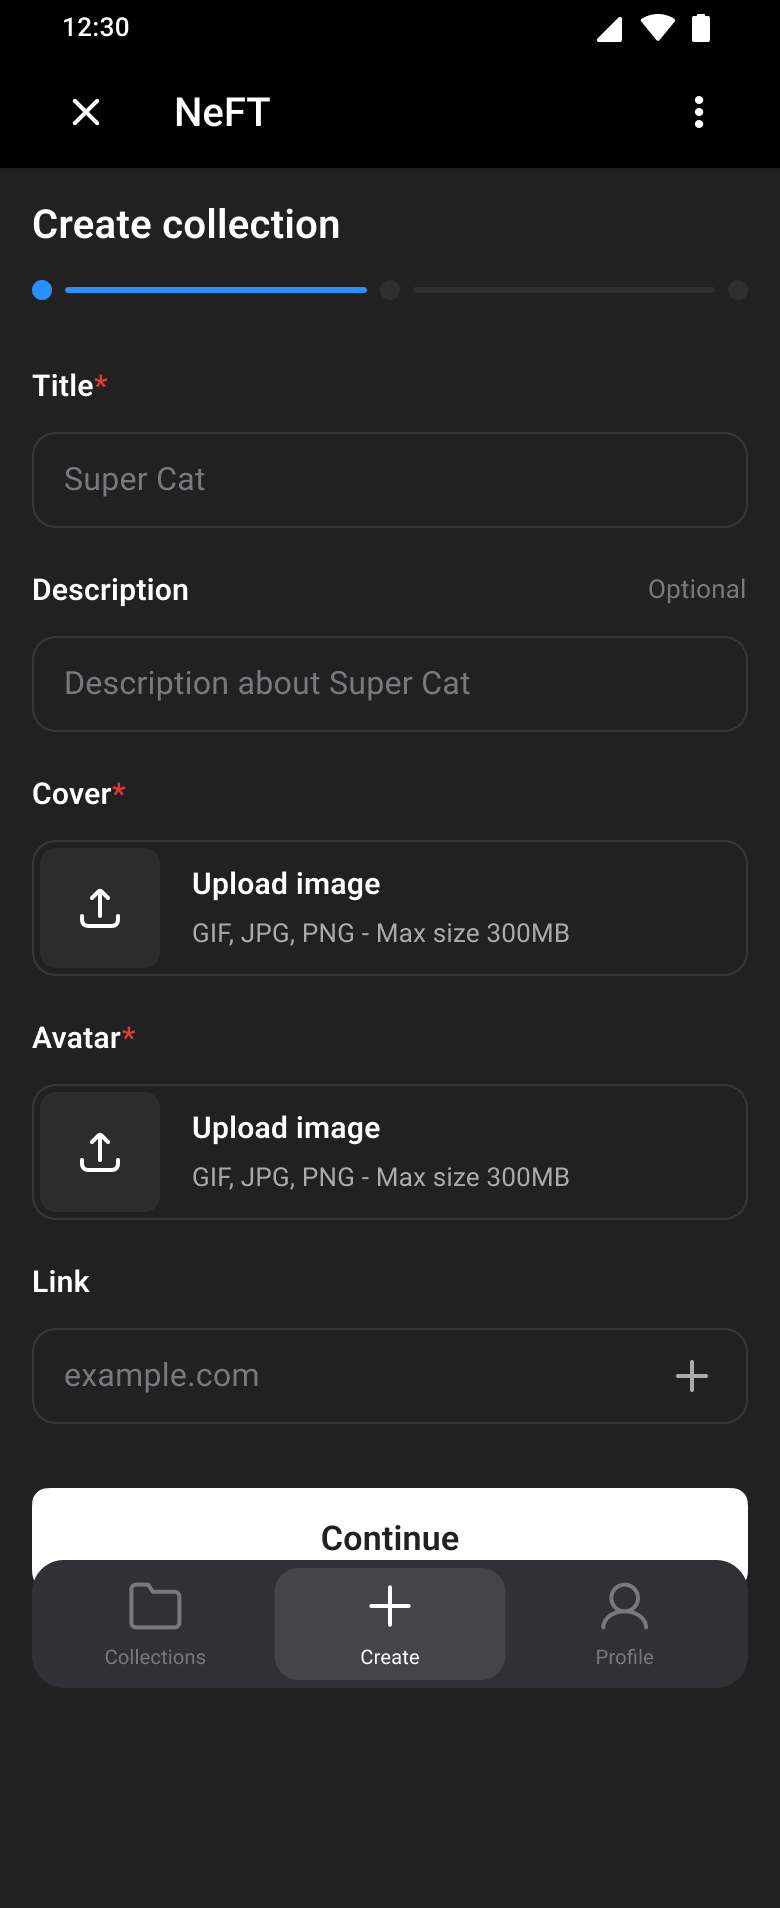 12:30
NeFT
Create collection
Title*
Super Cat
Description Optional
Description about Super Cat
Cover*
Upload image
GIF, JPG, PNG - Max size 300MB
Avatar*
Upload image
GIF, JPG, PNG - Max size 300MB
Link
example.com
Continue
Collections Create Profile